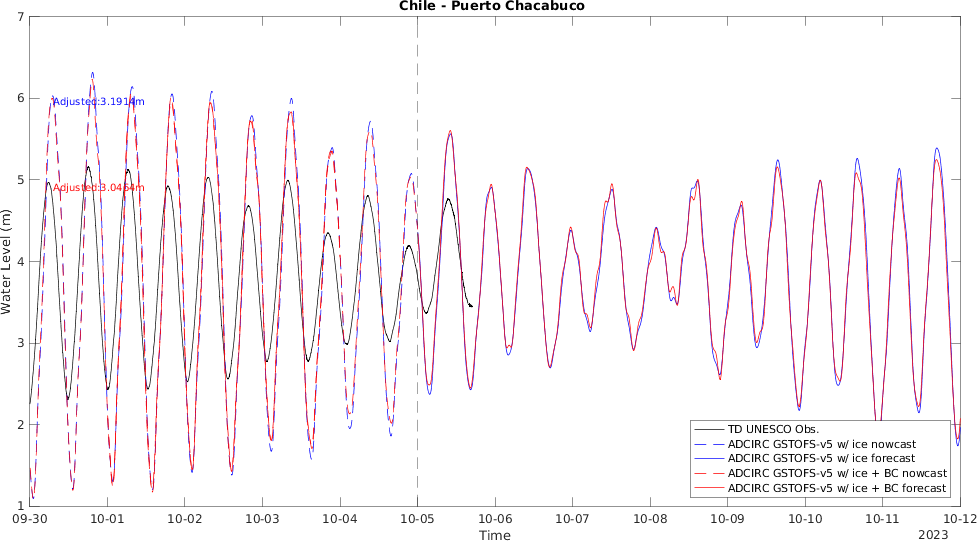 Chile - Puerto Chacabuco
7
6
5
4
3
2
1
Water Level (m)
Adjusted:3.1914m
Adjusted:3.0464m
TD UNESCO Obs.
ADCIRC GSTOFS-v5 w/ ice nowcast
ADCIRC GSTOFS-v5 w/ ice forecast
ADCIRC GSTOFS-v5 w/ ice + BC nowcast
ADCIRC GSTOFS-v5 w/ ice + BC forecast
09-30 10-01 10-02 10-03 10-04 10-05 10-06 10-07 10-08 10-09 10-10 10-11 10-12
Time
2023